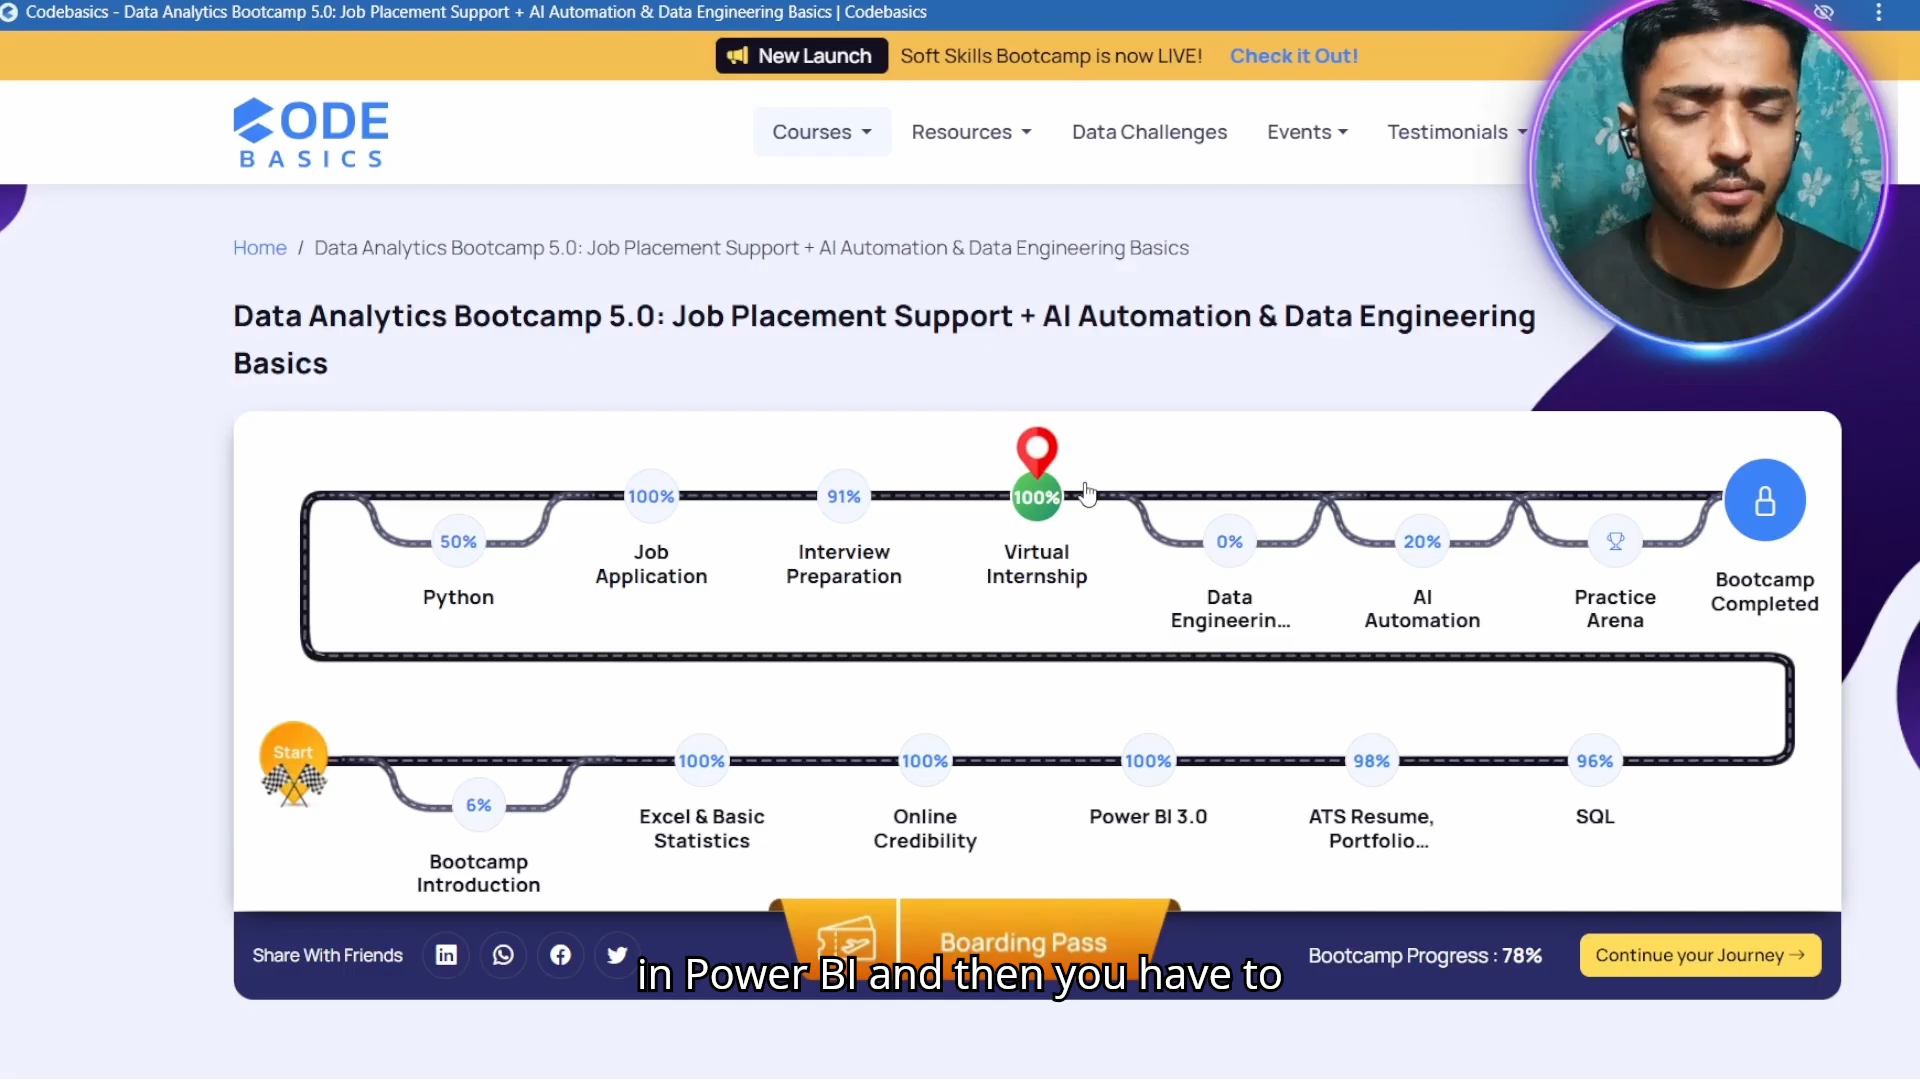 Codebasics - Data Analytics Bootcamp 5.0: Job Placement Support + AI Automation & Data Engineering Basics | Codebasics
New Launch Soft Skills Bootcamp is now LIVE! Check it Out!
CODE
BASICS
Courses Resources Data Challenges Events Testimonials
Home / Data Analytics Bootcamp 5.0: Job Placement Support + AI Automation & Data Engineering Basics
Data Analytics Bootcamp 5.0: Job Placement Support + AI Automation & Data Engineering
Basics
50% 100% 91% 100% 0% 20%
Python
Job
Application
Interview
Preparation
Virtual
Internship
Data
Engineerin...
AI
Automation
Practice
Arena
Bootcamp
Completed
Start
6% 100% 100% 100% 98% 96%
Bootcamp
Introduction
Excel & Basic
Statistics
Online
Credibility
Power BI 3.0
ATS Resume,
Portfolio...
SQL
Share With Friends
Boarding Pass
Bootcamp Progress : 78%
Continue your Journey →
in Power BI and then you have to